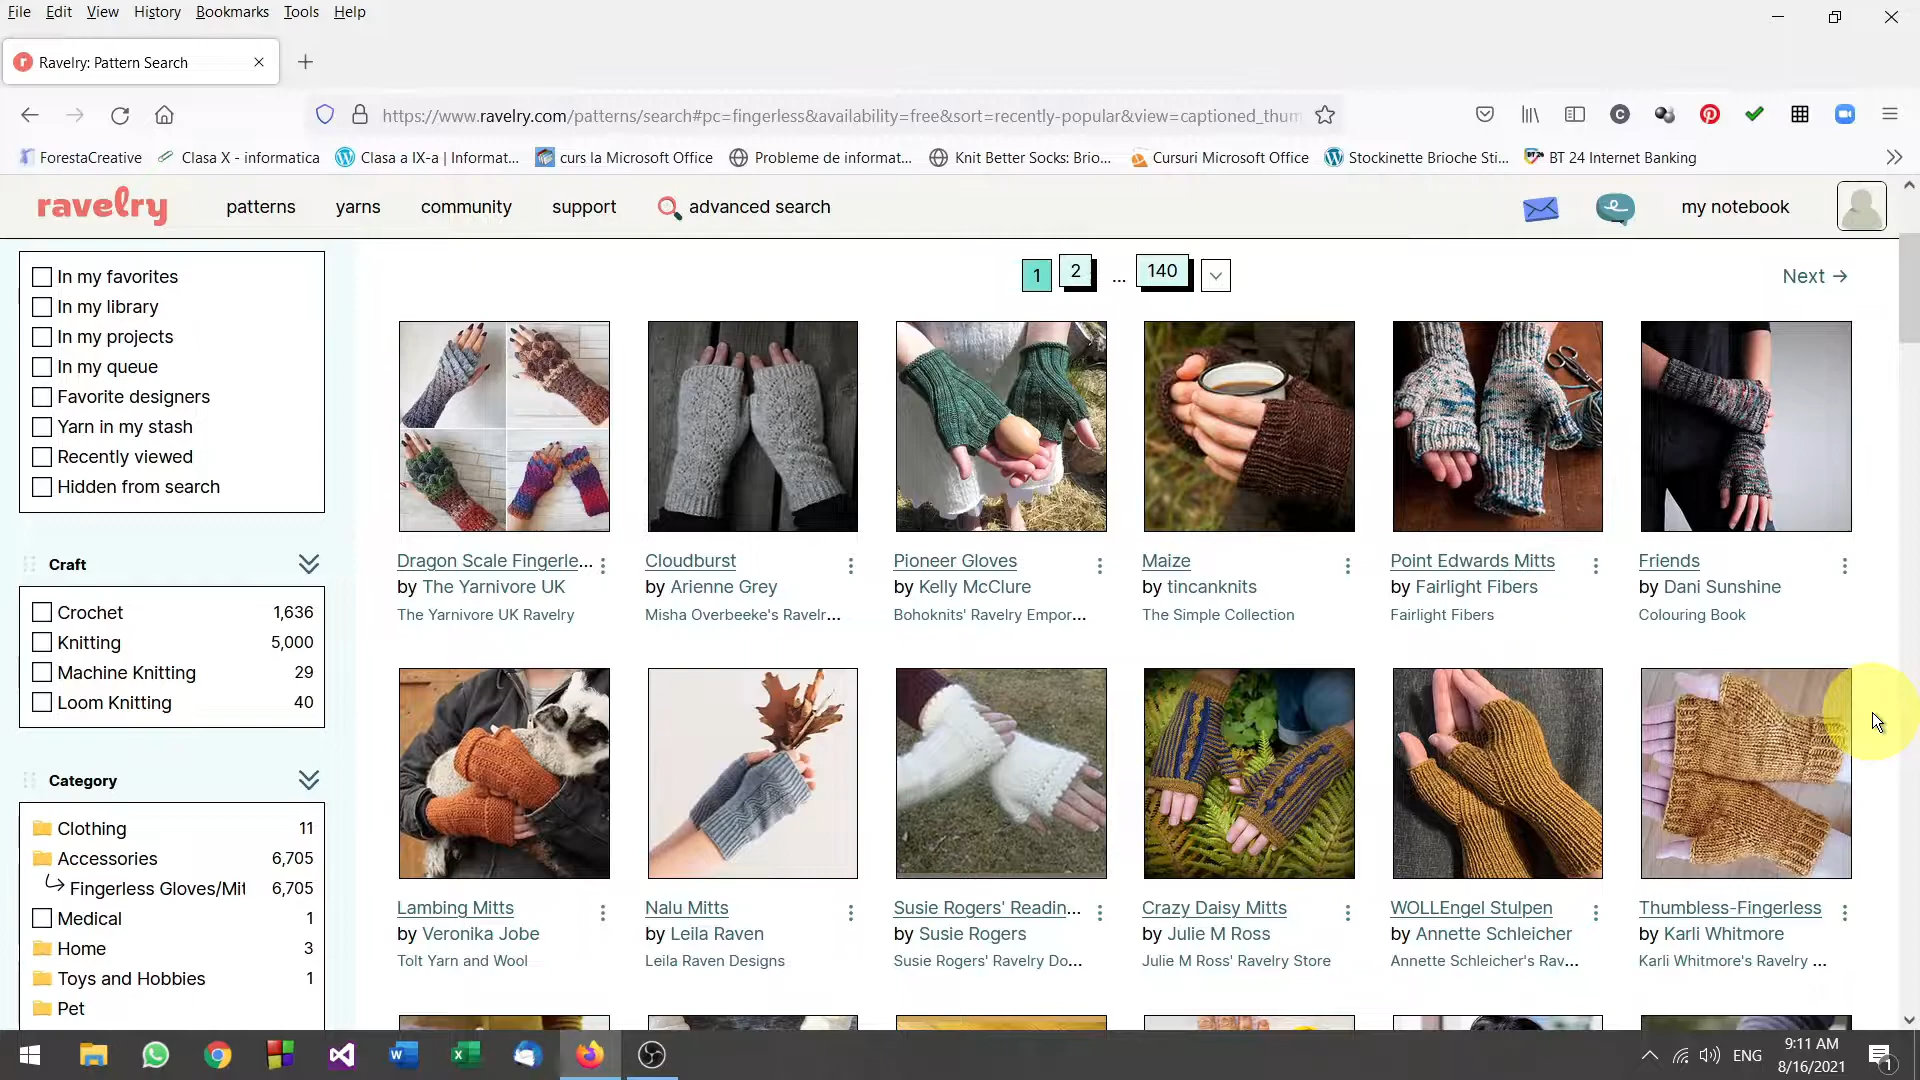 File Edit View History Bookmarks Tools Help
Ravelry: Pattern Search
https://www.ravelry.com/patterns/search#pc=fingerless&availability=free&sort=recently-popular&view=captioned_thum
ForestaCreative Clasa X - informatica Clasa a IX-a | Informat... curs la Microsoft Office Probleme de informat... Knit Better Socks: Brio... Cursuri Microsoft Office Stockinette Brioche Sti... BT 24 Internet Banking
ravelry patterns yarns community support advanced search my notebook
1 2 ... 140 Next →
In my favorites
In my library
In my projects
In my queue
Favorite designers
Yarn in my stash
Recently viewed
Hidden from search
Craft
Crochet 1,636
Knitting 5,000
Machine Knitting 29
Loom Knitting 40
Category
Clothing 11
Accessories 6,705
Fingerless Gloves/Mit 6,705
Medical 1
Home 3
Toys and Hobbies 1
Pet
Dragon Scale Fingerle...
by The Yarnivore UK
The Yarnivore UK Ravelry
Cloudburst
by Arienne Grey
Misha Overbeeke's Ravelr...
Pioneer Gloves
by Kelly McClure
Bohoknits' Ravelry Empor...
Maize
by tincanknits
The Simple Collection
Point Edwards Mitts
by Fairlight Fibers
Fairlight Fibers
Friends
by Dani Sunshine
Colouring Book
Lambing Mitts
by Veronika Jobe
Tolt Yarn and Wool
Nalu Mitts
by Leila Raven
Leila Raven Designs
Susie Rogers' Readin...
by Susie Rogers
Susie Rogers' Ravelry Do...
Crazy Daisy Mitts
by Julie M Ross
Julie M Ross' Ravelry Store
WOLLEngel Stulpen
by Annette Schleicher
Annette Schleicher's Rav...
Thumbless-Fingerless
by Karli Whitmore
Karli Whitmore's Ravelry ...
ENG
9:11 AM
8/16/2021
1